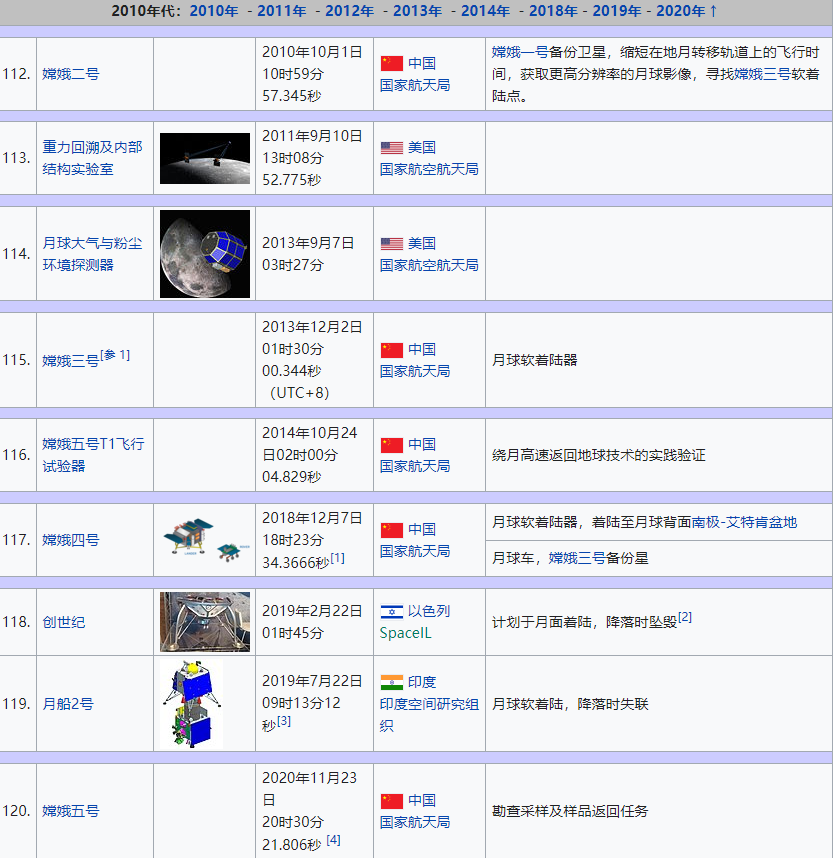 2010年代：2010年 - 2011年 - 2012年 - 2013年 - 2014年 - 2018年 - 2019年 - 2020年 ↑
112.
嫦娥二号
2010年10月1日
10时59分
57.345秒
中国
国家航天局
嫦娥一号备份卫星，缩短在地月转移轨道上的飞行时
间，获取更高分辨率的月球影像，寻找嫦娥三号软着
陆点。
113.
重力回溯及内部
结构实验室
2011年9月10日
13时08分
52.775秒
美国
国家航空航天局
114.
月球大气与粉尘
环境探测器
2013年9月7日
03时27分
美国
国家航空航天局
115.
嫦娥三号[参 1]
2013年12月2日
01时30分
00.344秒
（UTC+8）
中国
国家航天局
月球软着陆器
116.
嫦娥五号T1飞行
试验器
2014年10月24
日02时00分
04.829秒
中国
国家航天局
绕月高速返回地球技术的实践验证
117.
嫦娥四号
2018年12月7日
18时23分
34.3666秒[1]
中国
国家航天局
月球软着陆器，着陆至月球背面南极-艾特肯盆地
月球车，嫦娥三号备份星
118.
创世纪
2019年2月22日
01时45分
以色列
SpaceIL
计划于月面着陆，降落时坠毁[2]
119.
月船2号
2019年7月22日
09时13分12
秒[3]
印度
印度空间研究组
织
月球软着陆，降落时失联
120.
嫦娥五号
2020年11月23
日
20时30分
21.806秒 [4]
中国
国家航天局
勘查采样及样品返回任务